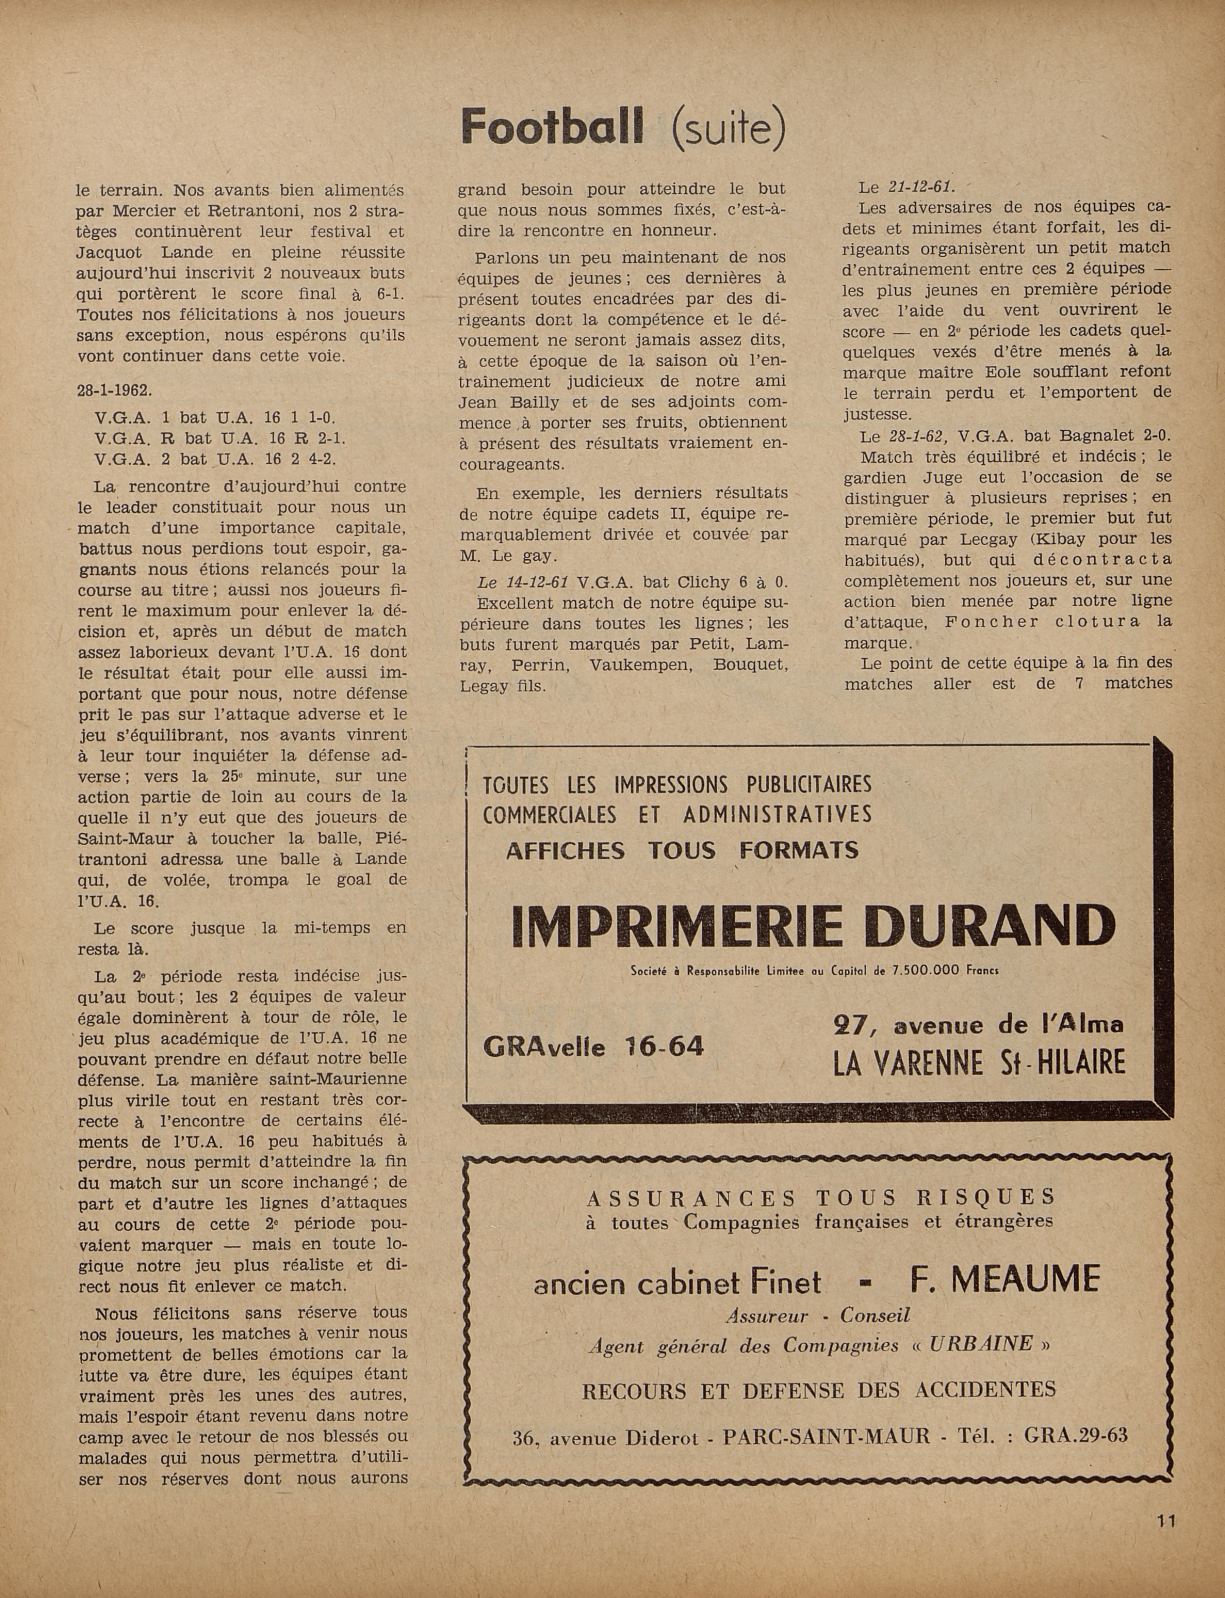 Football (suite)
le terrain. Nos avants bien alimentés
par Mercier et Retrantoni, nos 2 stra-
tèges continuèrent leur festival et
Jacquot Lande en pleine réussite
aujourd'hui inscrivit 2 nouveaux buts
qui portèrent le score final à 6-1.
Toutes nos félicitations à nos joueurs
sans exception, nous espérons qu'ils
vont continuer dans cette voie.
28-1-1962.
V.G.A. 1 bat U.A. 16 1 1-0.
V.G.A. R bat U.A. 16 R 2-1.
V.G.A. 2 bat U.A. 16 2 4-2.
La rencontre d'aujourd'hui contre
le leader constituait pour nous un
match d'une importance capitale,
battus nous perdions tout espoir, ga-
gnants nous étions relancés pour la
course au titre ; aussi nos joueurs fi-
rent le maximum pour enlever la dé-
cision et, après un début de match
assez laborieux devant l'U.A. 16 dont
le résultat était pour elle aussi im-
portant que pour nous, notre défense
prit le pas sur l'attaque adverse et le
jeu s'équilibrant, nos avants vinrent
à leur tour inquiéter la défense ad-
verse ; vers la 25e minute, sur une
action partie de loin au cours de la
quelle il n'y eut que des joueurs de
Saint-Maur à toucher la balle, Pié-
trantoni adressa une balle à Lande
qui, de volée, trompa le goal de
l'U.A. 16.
Le score jusque la mi-temps en
resta là.
La 2e période resta indécise jus-
qu'au bout ; les 2 équipes de valeur
égale dominèrent à tour de rôle, le
jeu plus académique de l'U.A. 16 ne
pouvant prendre en défaut notre belle
défense. La manière saint-Maurienne
plus virile tout en restant très cor-
recte à l'encontre de certains élé-
ments de l'U.A. 16 peu habitués à
perdre, nous permit d'atteindre la fin
du match sur un score inchangé ; de
part et d'autre les lignes d'attaques
au cours de cette 2e période pou-
vaient marquer — mais en toute lo-
gique notre jeu plus réaliste et di-
rect nous fit enlever ce match.
Nous félicitons sans réserve tous
nos joueurs, les matches à venir nous
promettent de belles émotions car la
lutte va être dure, les équipes étant
vraiment près les unes des autres,
mais l'espoir étant revenu dans notre
camp avec le retour de nos blessés ou
malades qui nous permettra d'utili-
ser nos réserves dont nous aurons
grand besoin pour atteindre le but
que nous nous sommes fixés, c'est-à-
dire la rencontre en honneur.
Parlons un peu maintenant de nos
équipes de jeunes ; ces dernières à
présent toutes encadrées par des di-
rigeants dont la compétence et le dé-
vouement ne seront jamais assez dits,
à cette époque de la saison où l'en-
traînement judicieux de notre ami
Jean Bailly et de ses adjoints com-
mence à porter ses fruits, obtiennent
à présent des résultats vraiement en-
courageants.
En exemple, les derniers résultats
de notre équipe cadets II, équipe re-
marquablement drivée et couvée par
M. Le gay.
Le 14-12-61 V.G.A. bat Clichy 6 à 0.
Excellent match de notre équipe su-
périeure dans toutes les lignes ; les
buts furent marqués par Petit, Lam-
ray, Perrin, Vaukempen, Bouquet,
Legay fils.
Le 21-12-61.
Les adversaires de nos équipes ca-
dets et minimes étant forfait, les di-
rigeants organisèrent un petit match
d'entraînement entre ces 2 équipes —
les plus jeunes en première période
avec l'aide du vent ouvrirent le
score — en 2e période les cadets quel-
quelques vexés d'être menés à la
marque maître Eole soufflant refont
le terrain perdu et l'emportent de
justesse.
Le 28-1-62, V.G.A. bat Bagnalet 2-0.
Match très équilibré et indécis ; le
gardien Juge eut l'occasion de se
distinguer à plusieurs reprises ; en
première période, le premier but fut
marqué par Lecgay (Kibay pour les
habitués), but qui décontracta
complètement nos joueurs et, sur une
action bien menée par notre ligne
d'attaque, Foncher clotura la
marque.
Le point de cette équipe à la fin des
matches aller est de 7 matches
TOUTES LES IMPRESSIONS PUBLICITAIRES
COMMERCIALES ET ADMINISTRATIVES
AFFICHES TOUS FORMATS
IMPRIMERIE DURAND
Societé à Responsabilite Limitee au Capital de 7.500.000 Francs
GRAvelle 16-64
27, avenue de l'Alma
LA VARENNE St-HILAIRE
ASSURANCES TOUS RISQUES
à toutes Compagnies françaises et étrangères
ancien cabinet Finet - F. MEAUME
Assureur - Conseil
Agent général des Compagnies « URBAINE »
RECOURS ET DEFENSE DES ACCIDENTES
36, avenue Diderot - PARC-SAINT-MAUR - Tél. : GRA.29-63
11